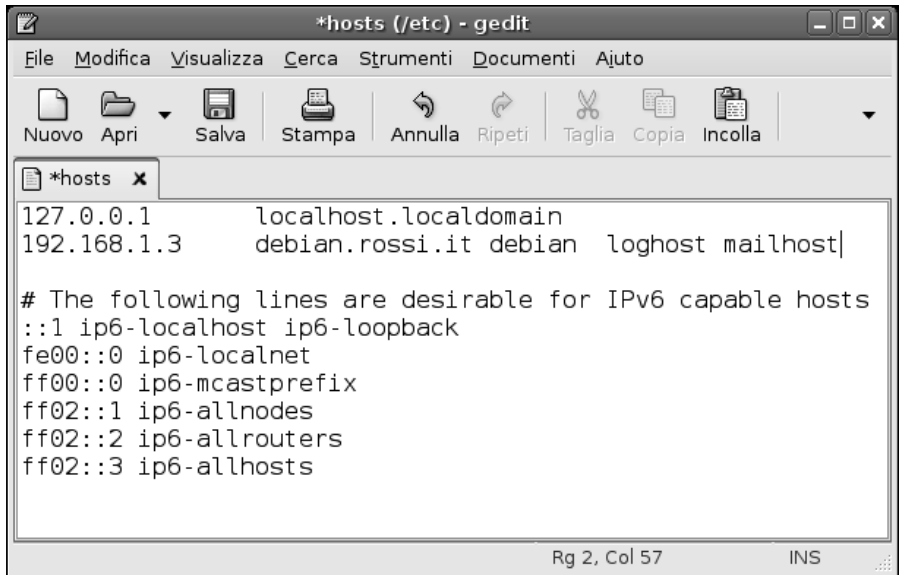 *hosts (/etc) - gedit
File Modifica Visualizza Cerca Strumenti Documenti Aiuto
Nuovo Apri Salva Stampa Annulla Ripeti Taglia Copia Incolla
*hosts
127.0.0.1 localhost.localdomain
192.168.1.3 debian.rossi.it debian loghost mailhost
# The following lines are desirable for IPv6 capable hosts
::1 ip6-localhost ip6-loopback
fe00::0 ip6-localnet
ff00::0 ip6-mcastprefix
ff02::1 ip6-allnodes
ff02::2 ip6-allrouters
ff02::3 ip6-allhosts
Rg 2, Col 57 INS